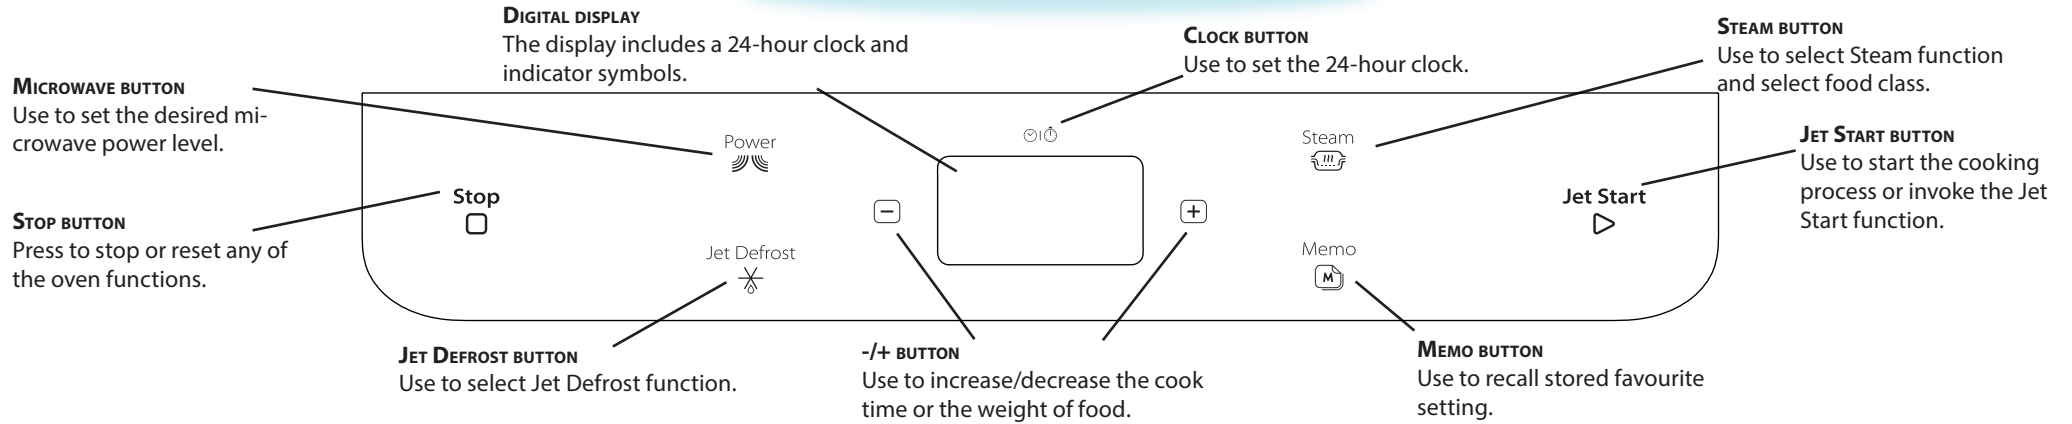 DIGITAL DISPLAY
The display includes a 24-hour clock and
indicator symbols.
CLOCK BUTTON
Use to set the 24-hour clock.
STEAM BUTTON
Use to select Steam function
and select food class.
MICROWAVE BUTTON
Use to set the desired mi-
crowave power level.
JET START BUTTON
Use to start the cooking
process or invoke the Jet
Start function.
STOP BUTTON
Press to stop or reset any of
the oven functions.
Power
Steam
Stop
Jet Start
−
+
Jet Defrost
Memo
M
JET DEFROST BUTTON
Use to select Jet Defrost function.
-/+ BUTTON
Use to increase/decrease the cook
time or the weight of food.
MEMO BUTTON
Use to recall stored favourite
setting.